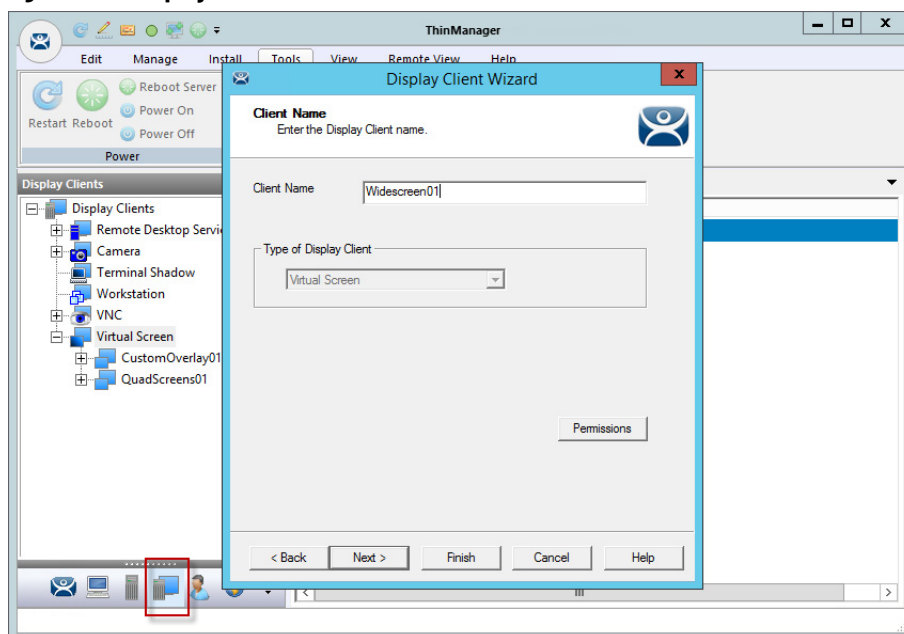 ThinManager
Edit Manage Install Tools View Remote View Help
Restart Reboot
Reboot Server
Power On
Power Off
Power
Display Clients
Display Clients
Remote Desktop Servi
Camera
Terminal Shadow
Workstation
VNC
Virtual Screen
CustomOverlay01
QuadScreens01
Display Client Wizard
Client Name
Enter the Display Client name.
Client Name Widescreen01
Type of Display Client
Virtual Screen
Permissions
< Back Next > Finish Cancel Help